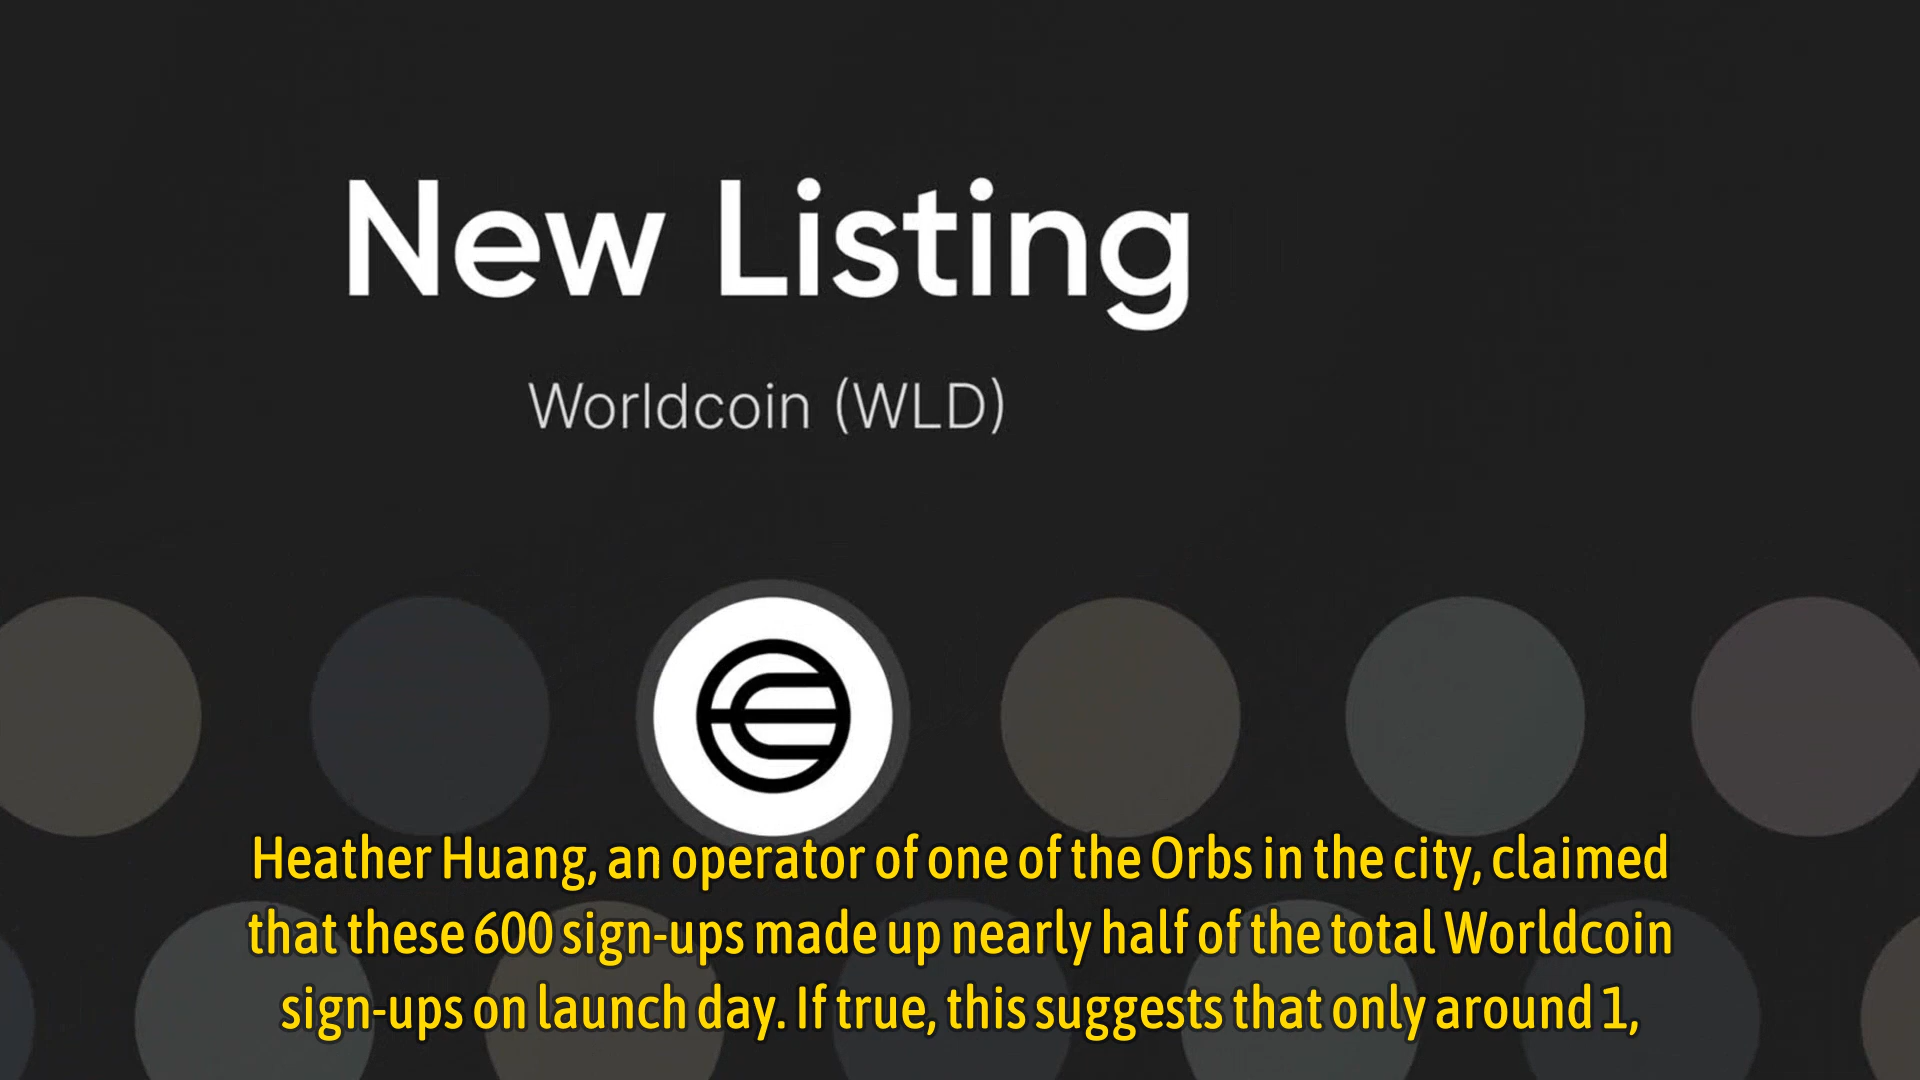 New Listing
Worldcoin (WLD)
Heather Huang, an operator of one of the Orbs in the city, claimed
that these 600 sign-ups made up nearly half of the total Worldcoin
sign-ups on launch day. If true, this suggests that only around 1,